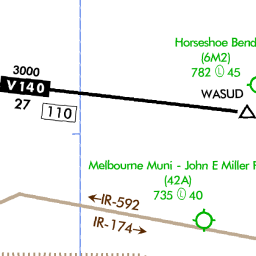 Horseshoe Bend
(6M2)
782 Ⓛ 45
3000
V140
27
110
WASUD
Melbourne Muni - John E Miller F
(42A)
735 Ⓛ 40
←IR-592
IR-174→